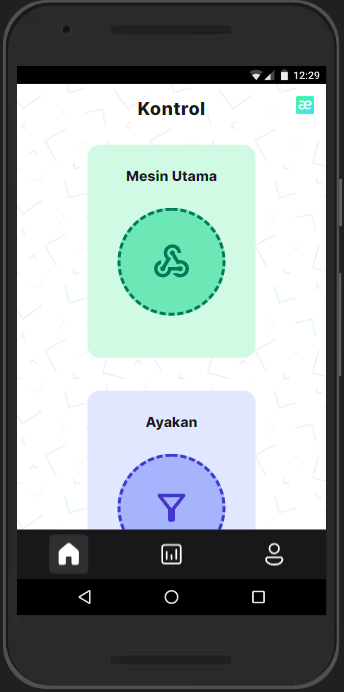 12:29
Kontrol
æ
Mesin Utama
Ayakan